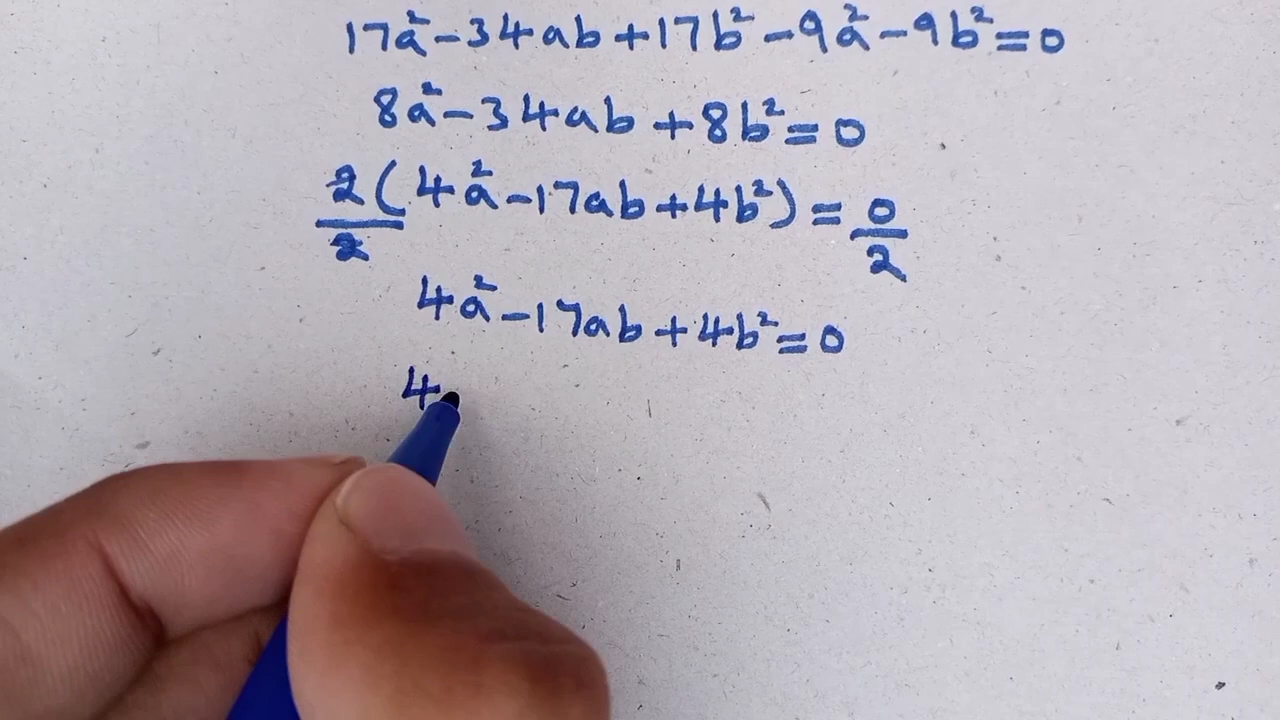 17a² - 34ab + 17b² - 9a² - 9b² = 0
8a² - 34ab + 8b² = 0
2(4a² - 17ab + 4b²) = 0
2 2
4a² - 17ab + 4b² = 0
4